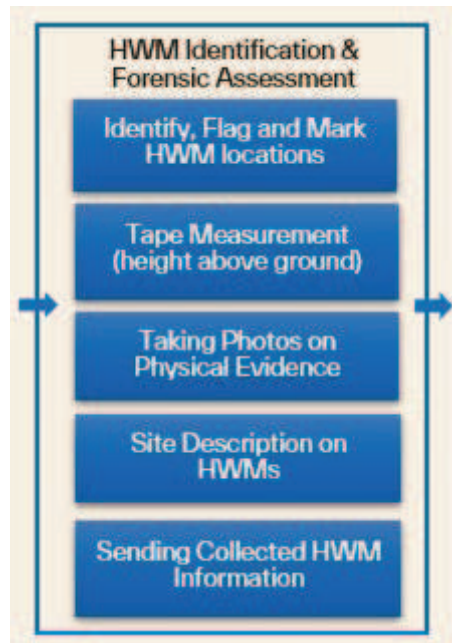 HWM Identification &
Forensic Assessment
Identify, Flag and Mark
HWM locations
Tape Measurement
(height above ground)
Taking Photos on
Physical Evidence
Site Description on
HWMs
Sending Collected HWM
Information